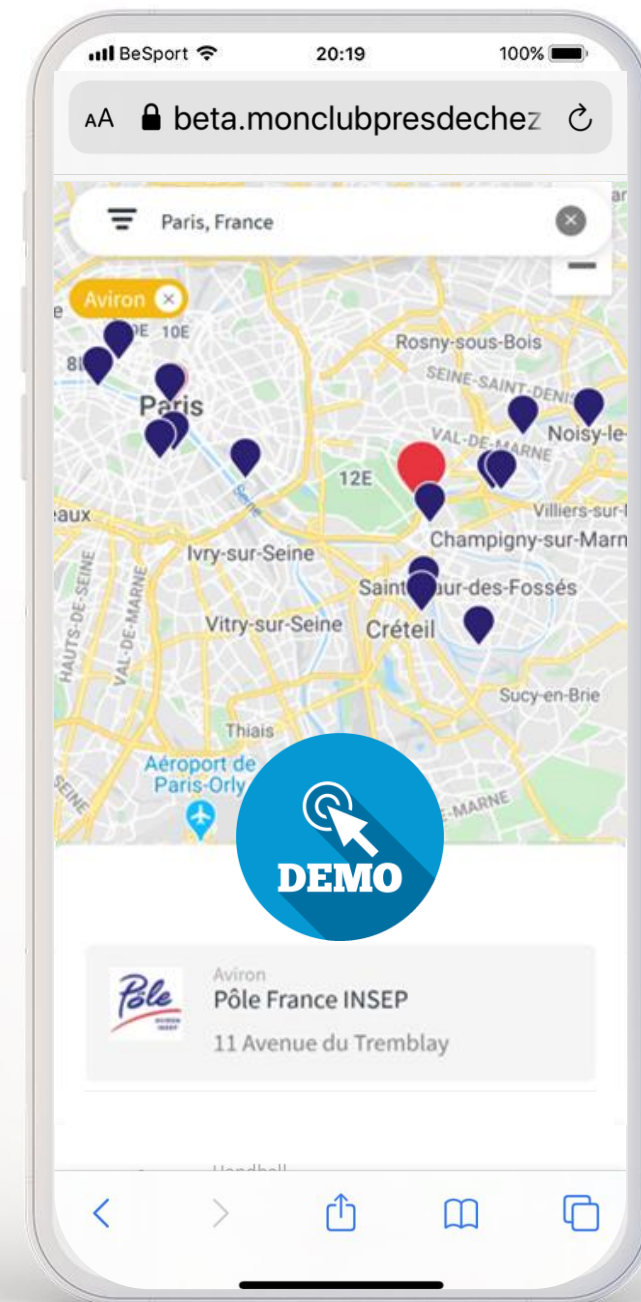 BeSport
20:19
100%
AA beta.monclubpresdechez
Paris, France
Aviron
10E
Rosny-sous-Bois
SEINE-SAINT-DENIS
Paris
VAL-DE-MARNE
Noisy-le-
12E
Seine
Villiers-sur-
Champigny-sur-Marn
Ivry-sur-Seine
HAUTS-DE-SEINE
VAL-DE-MARNE
Vitry-sur-Seine
Créteil
Sucy-en-Brie
Thiais
Aéroport de
Paris-Orly
-MARNE
DEMO
Pôle
AVIRON
INSEP
Aviron
Pôle France INSEP
11 Avenue du Tremblay